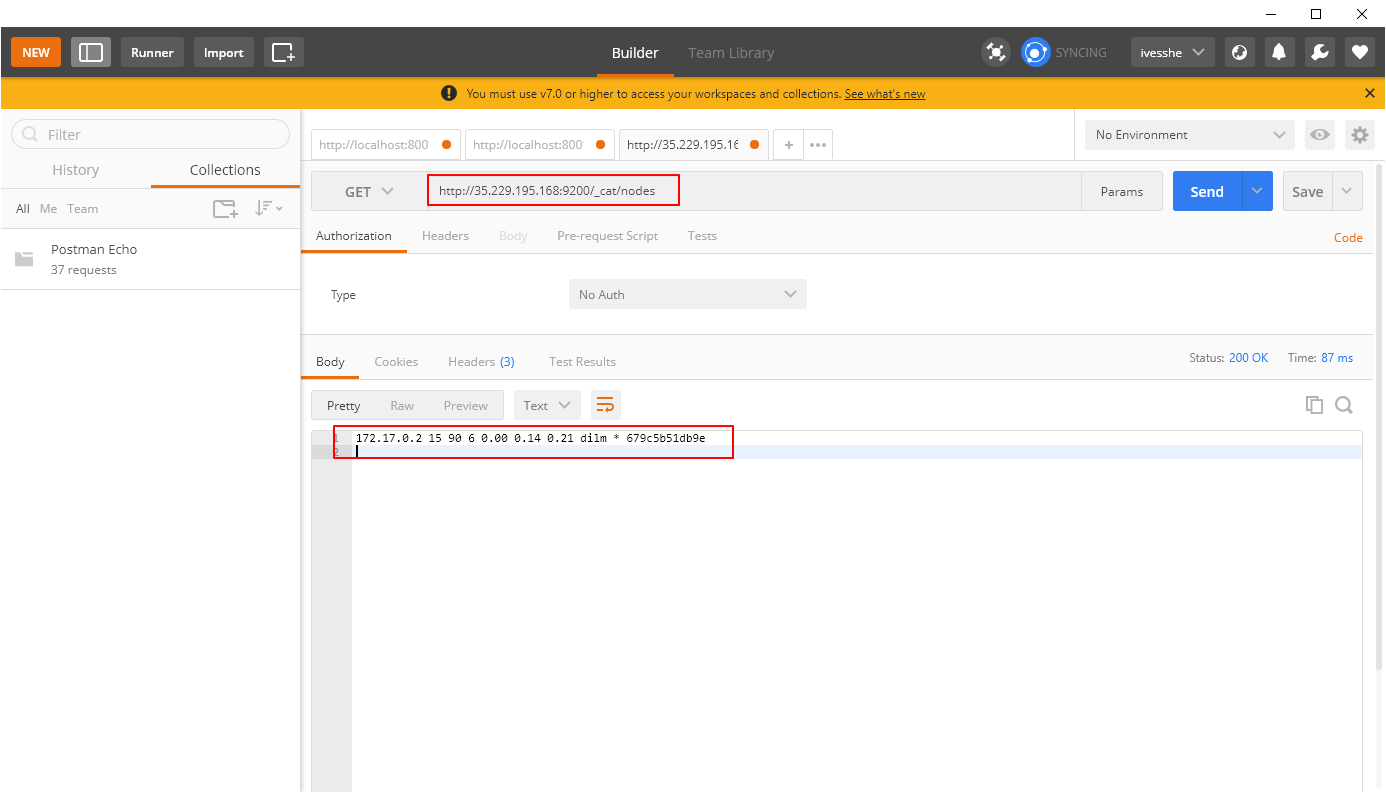 NEW Runner Import Builder Team Library SYNCING ivesshe
You must use v7.0 or higher to access your workspaces and collections. See what's new
Filter
History Collections
All Me Team
Postman Echo
37 requests
http://localhost:800 http://localhost:800 http://35.229.195.16 + No Environment
GET http://35.229.195.168:9200/_cat/nodes Params Send Save
Authorization Headers Body Pre-request Script Tests Code
Type No Auth
Body Cookies Headers (3) Test Results Status: 200 OK Time: 87 ms
Pretty Raw Preview Text
1 172.17.0.2 15 90 6 0.00 0.14 0.21 dilm * 679c5b51db9e
2